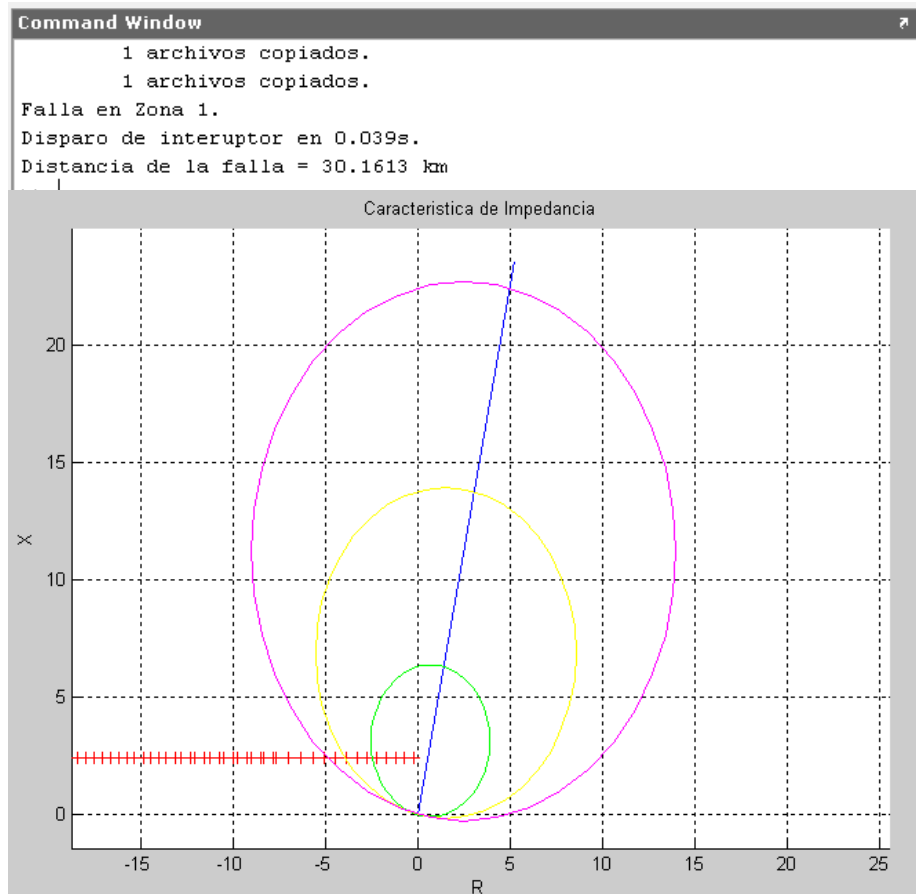 Command Window
1 archivos copiados.
1 archivos copiados.
Falla en Zona 1.
Disparo de interuptor en 0.039s.
Distancia de la falla = 30.1613 km
Caracteristica de Impedancia
20
15
10
5
0
X
-15 -10 -5 0 5 10 15 20 25
R